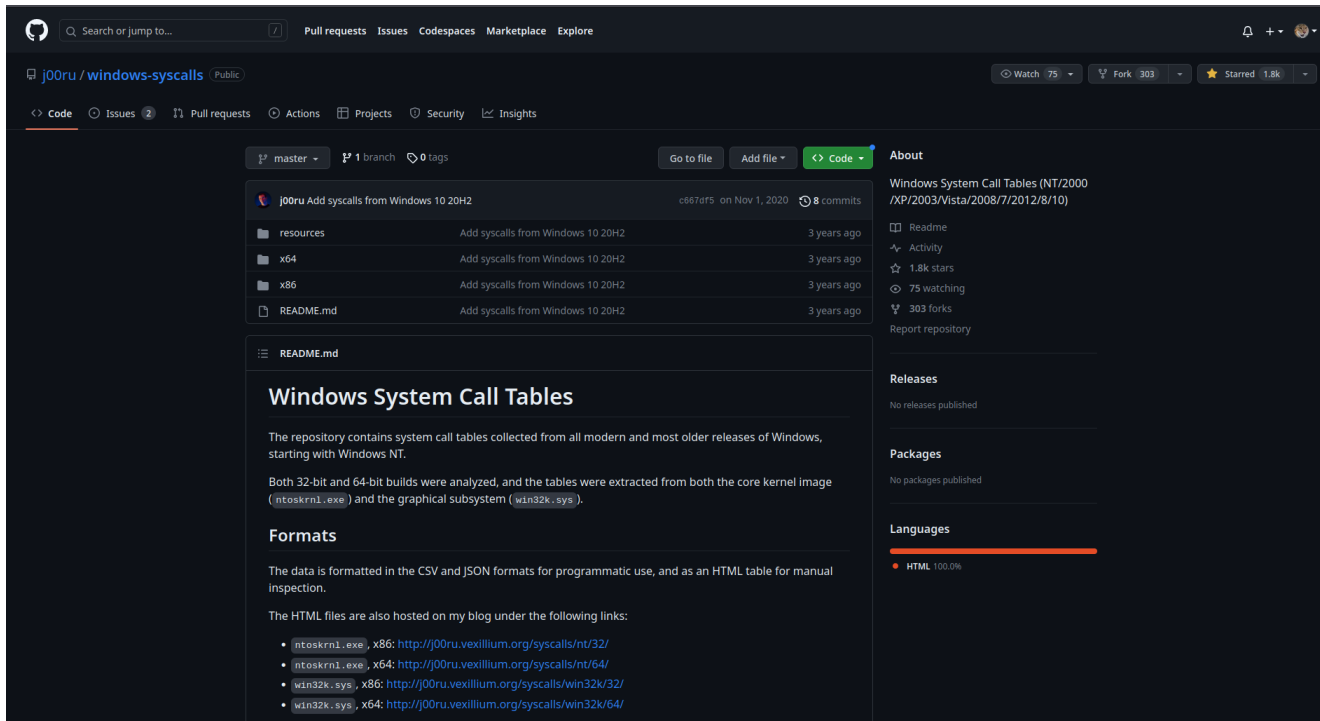 Search or jump to... / Pull requests Issues Codespaces Marketplace Explore
j00ru / windows-syscalls Public
Watch 75 Fork 303 Starred 1.8k
Code Issues 2 Pull requests Actions Projects Security Insights
master 1 branch 0 tags Go to file Add file Code
j00ru Add syscalls from Windows 10 20H2 c667df5 on Nov 1, 2020 8 commits
resources Add syscalls from Windows 10 20H2 3 years ago
x64 Add syscalls from Windows 10 20H2 3 years ago
x86 Add syscalls from Windows 10 20H2 3 years ago
README.md Add syscalls from Windows 10 20H2 3 years ago
README.md
Windows System Call Tables
The repository contains system call tables collected from all modern and most older releases of Windows,
starting with Windows NT.
Both 32-bit and 64-bit builds were analyzed, and the tables were extracted from both the core kernel image
( ntoskrnl.exe ) and the graphical subsystem ( win32k.sys ).
Formats
The data is formatted in the CSV and JSON formats for programmatic use, and as an HTML table for manual
inspection.
The HTML files are also hosted on my blog under the following links:
• ntoskrnl.exe , x86: http://j00ru.vexillium.org/syscalls/nt/32/
• ntoskrnl.exe , x64: http://j00ru.vexillium.org/syscalls/nt/64/
• win32k.sys , x86: http://j00ru.vexillium.org/syscalls/win32k/32/
• win32k.sys , x64: http://j00ru.vexillium.org/syscalls/win32k/64/
About
Windows System Call Tables (NT/2000
/XP/2003/Vista/2008/7/2012/8/10)
Readme
Activity
1.8k stars
75 watching
303 forks
Report repository
Releases
No releases published
Packages
No packages published
Languages
HTML 100.0%